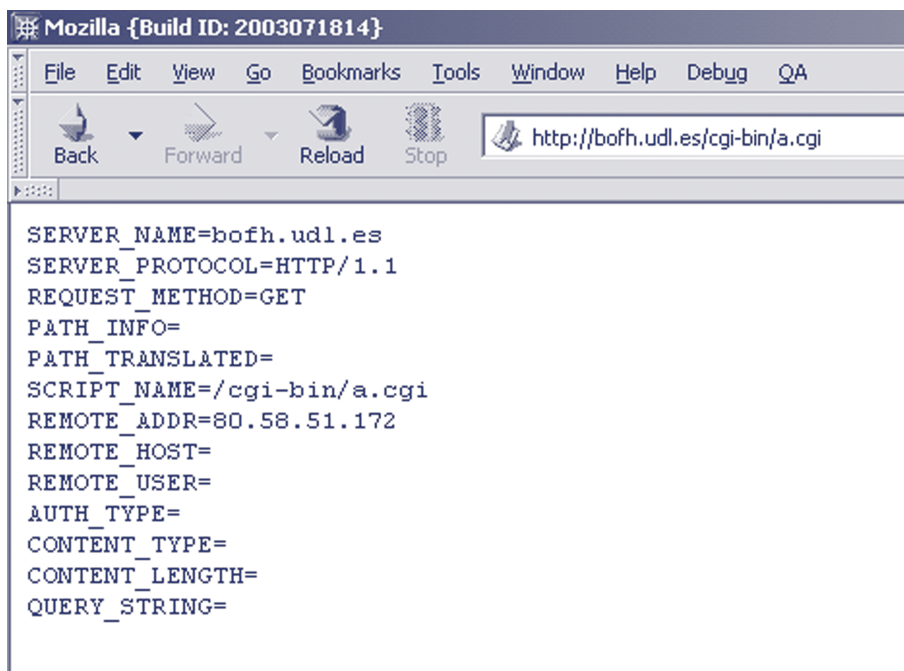 Mozilla {Build ID: 2003071814}
File Edit View Go Bookmarks Tools Window Help Debug QA
Back Forward Reload Stop http://bofh.udl.es/cgi-bin/a.cgi
SERVER_NAME=bofh.udl.es
SERVER_PROTOCOL=HTTP/1.1
REQUEST_METHOD=GET
PATH_INFO=
PATH_TRANSLATED=
SCRIPT_NAME=/cgi-bin/a.cgi
REMOTE_ADDR=80.58.51.172
REMOTE_HOST=
REMOTE_USER=
AUTH_TYPE=
CONTENT_TYPE=
CONTENT_LENGTH=
QUERY_STRING=